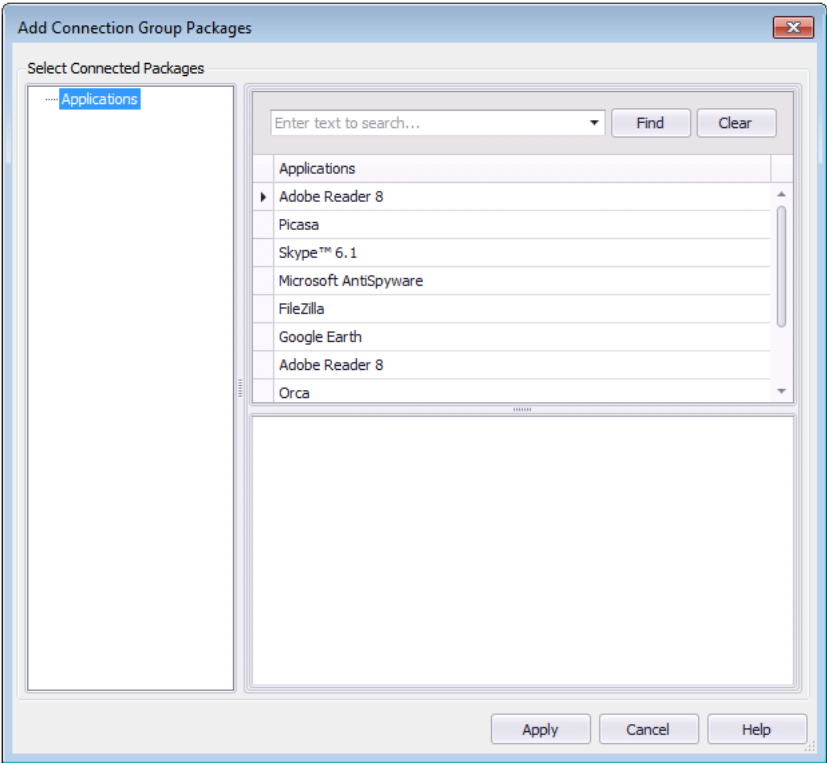 Add Connection Group Packages
Select Connected Packages
Applications
Enter text to search...
Find
Clear
Applications
Adobe Reader 8
Picasa
Skype™ 6.1
Microsoft AntiSpyware
FileZilla
Google Earth
Adobe Reader 8
Orca
Apply
Cancel
Help